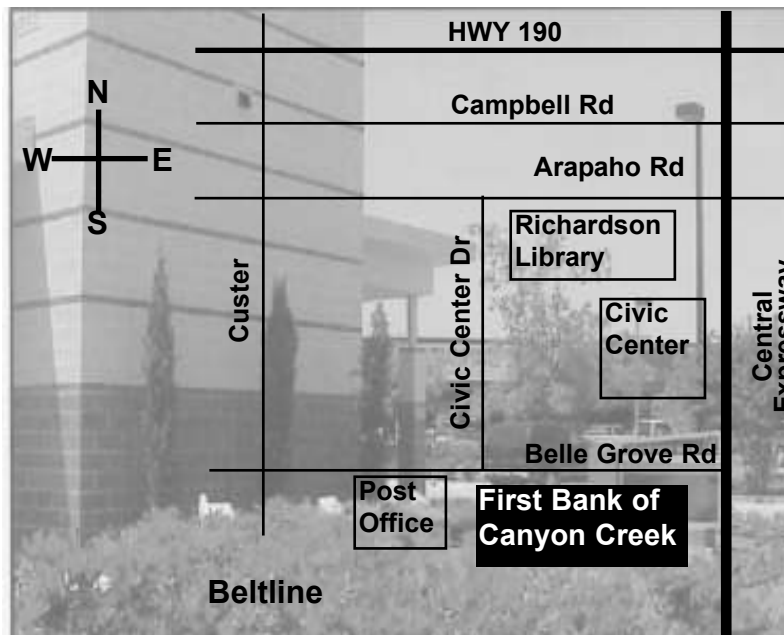 HWY 190
Campbell Rd
Arapaho Rd
N
W
E
S
Richardson
Library
Custer
Civic Center Dr
Civic
Center
Central
Expressway
Belle Grove Rd
Post
Office
First Bank of
Canyon Creek
Beltline